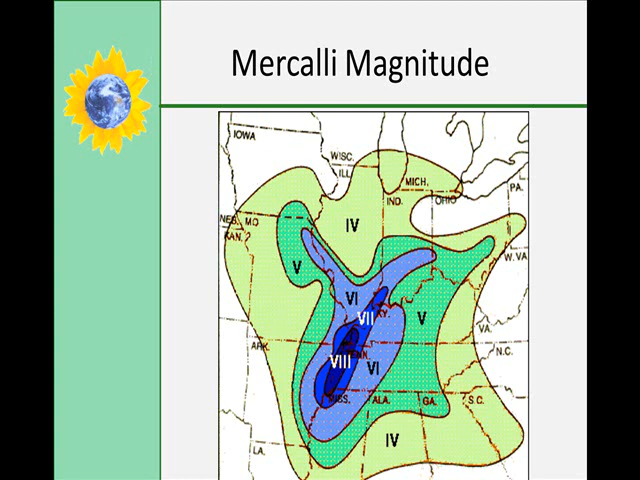 Mercalli Magnitude
IOWA
WISC.
ILL
MICH.
PA.
IND.
OHIO
NEB.
MO
IV
KAN.
W. VA.
V
VI
KY.
VII
V
VA.
ARK.
TENN.
N.C.
VIII
VI
MISS.
ALA.
GA.
S.C.
IV
LA.